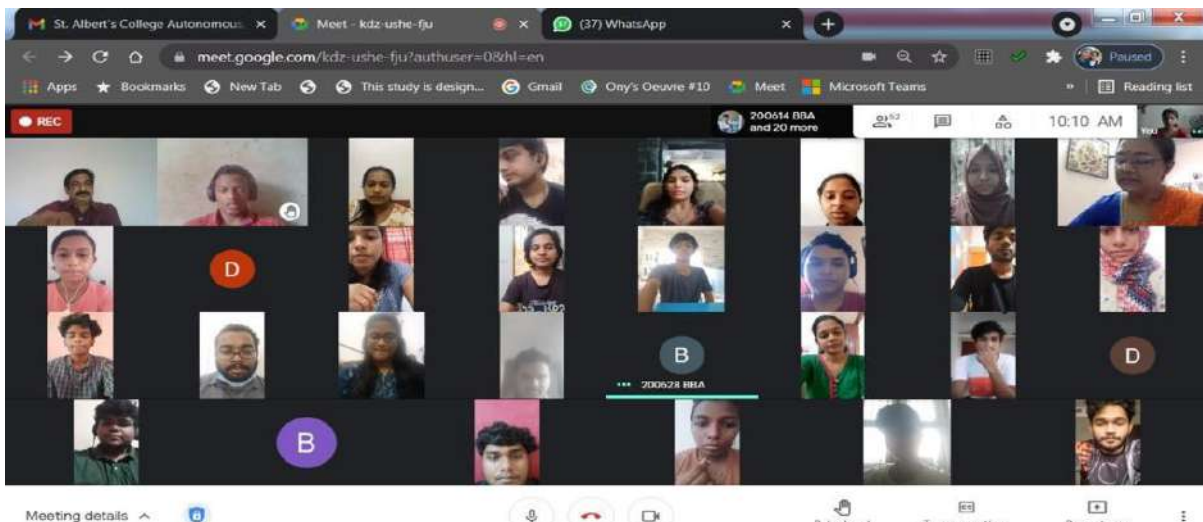 St. Albert's College Autonomous
Meet - kdz-ushe-fju
(37) WhatsApp
meet.google.com/kdz-ushe-fju?authuser=0&hl=en
Paused
Apps
Bookmarks
New Tab
This study is design...
Gmail
Ony's Oeuvre #10
Meet
Microsoft Teams
»
Reading list
REC
200614 BBA
and 20 more
52
10:10 AM
You
D
B
200628 BBA
D
B
Meeting details